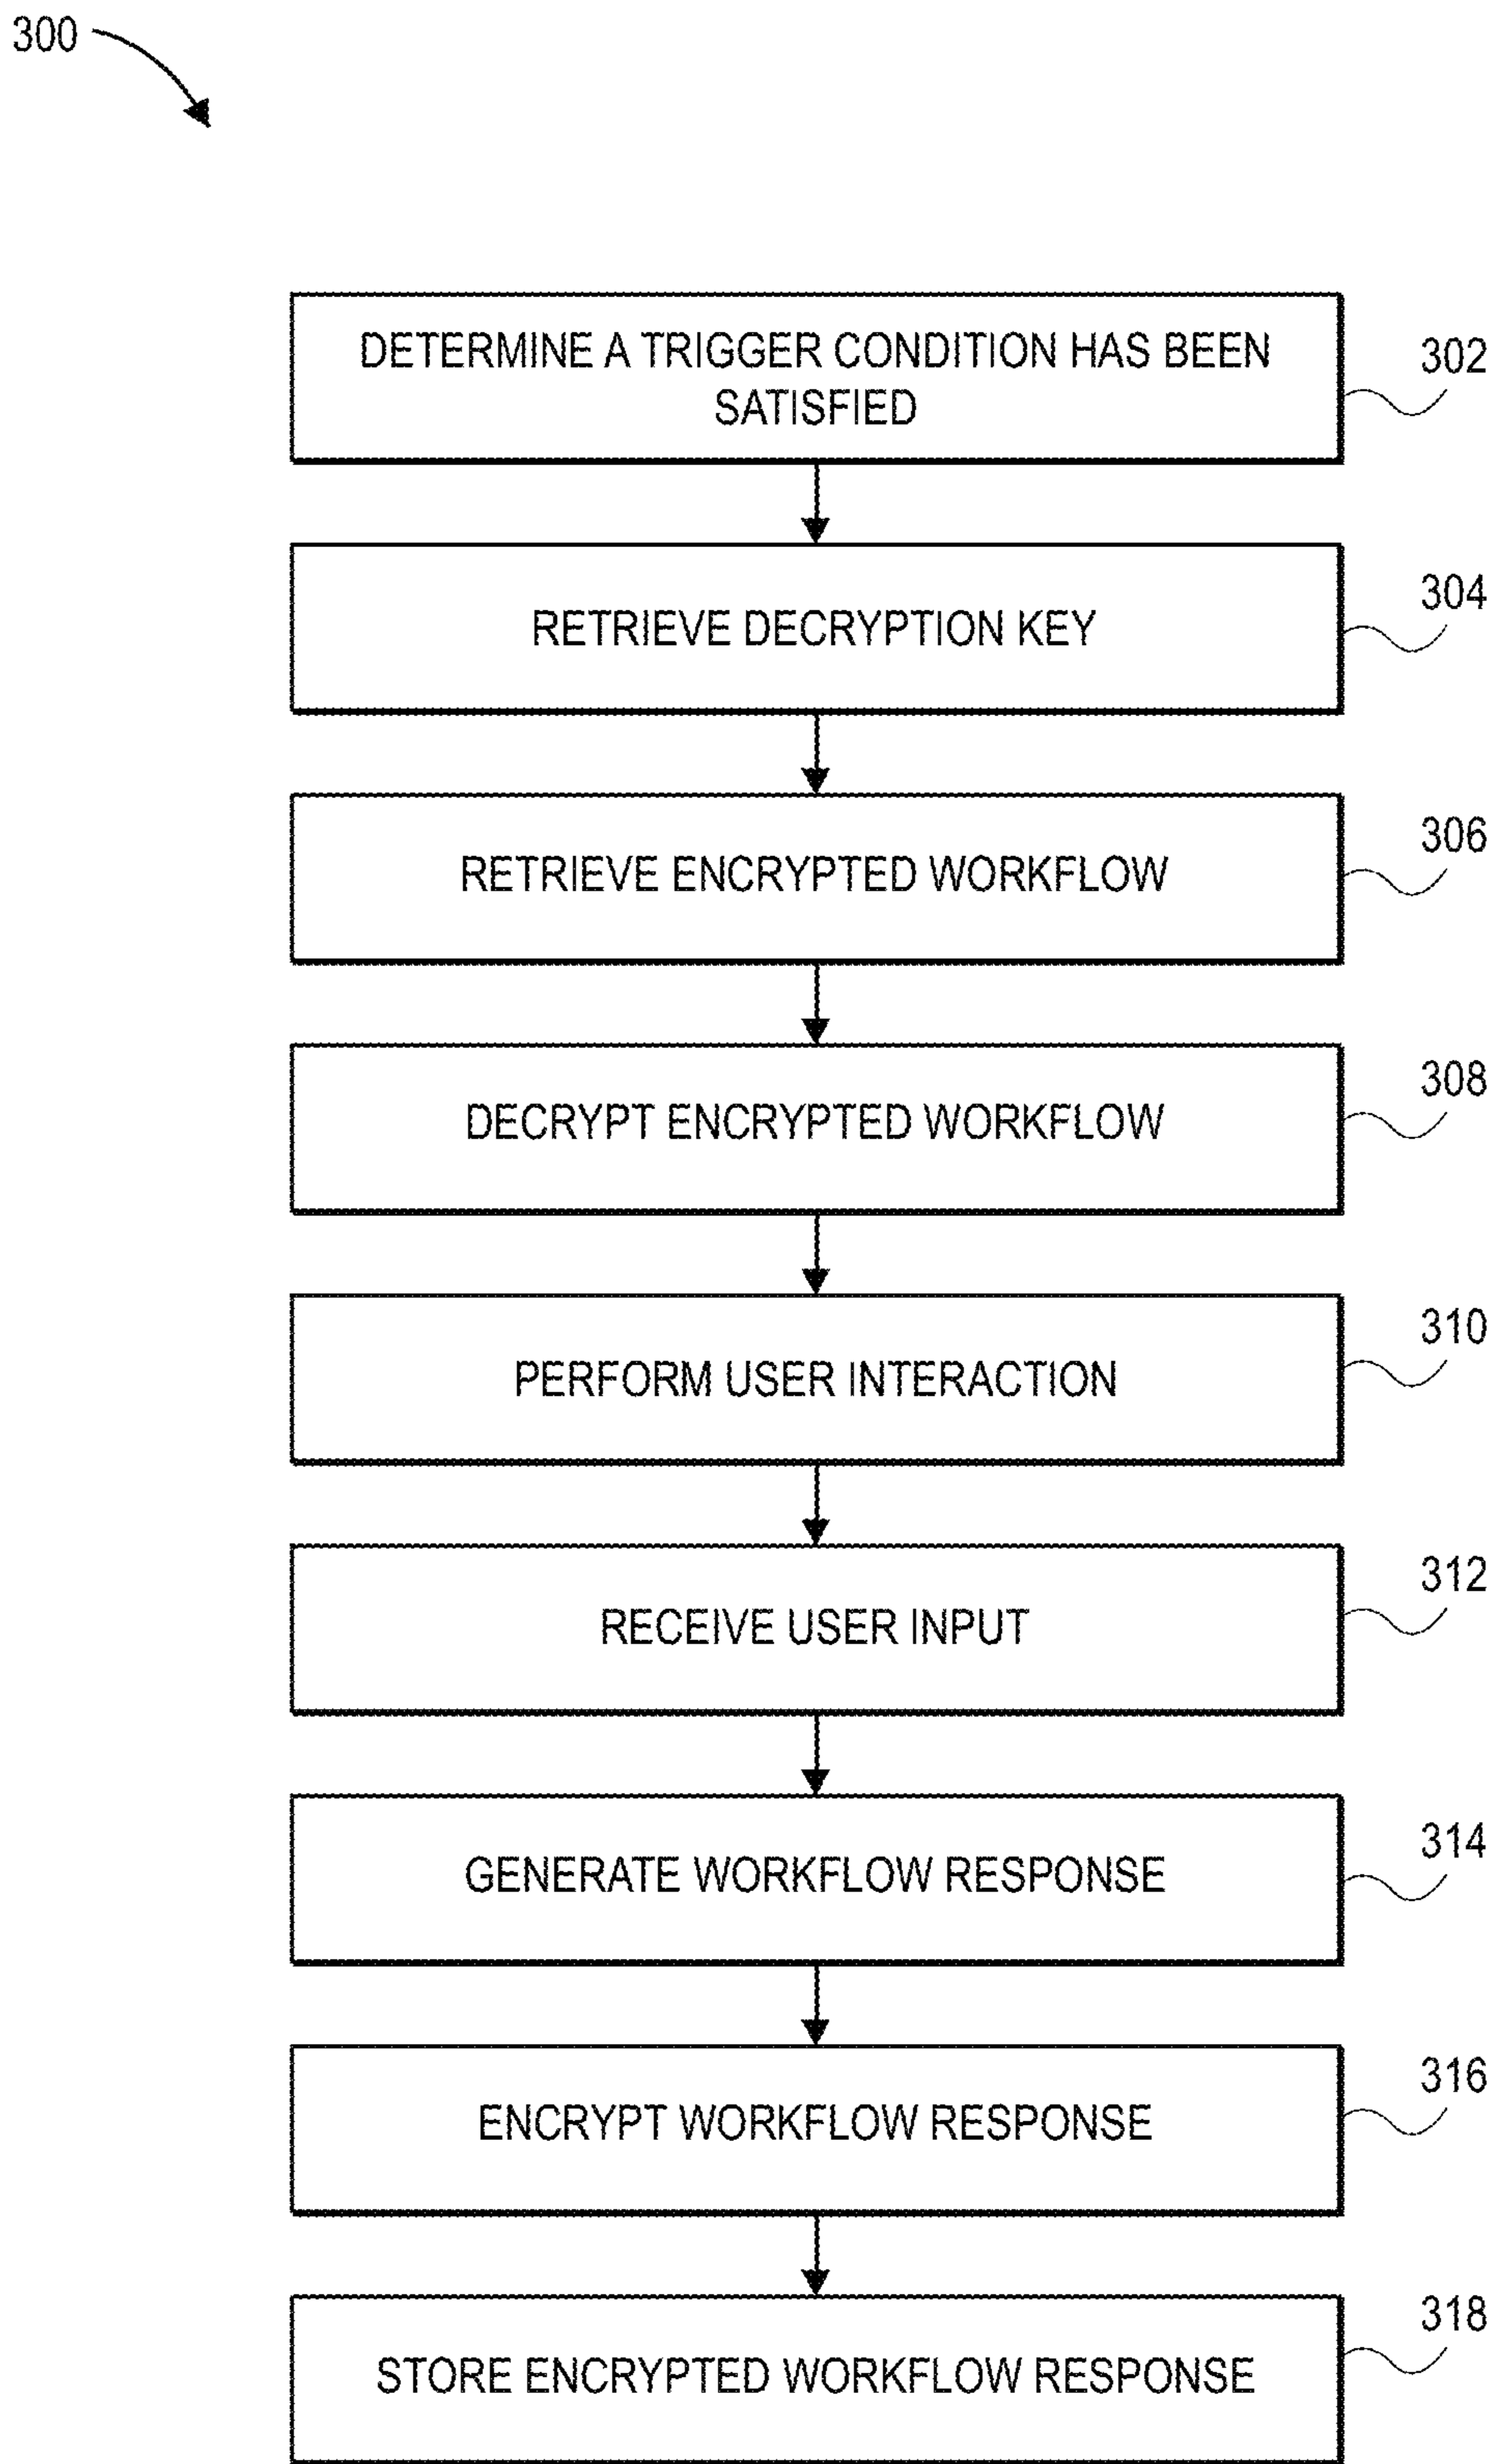 300
DETERMINE A TRIGGER CONDITION HAS BEEN
SATISFIED
302
RETRIEVE DECRYPTION KEY
304
RETRIEVE ENCRYPTED WORKFLOW
306
DECRYPT ENCRYPTED WORKFLOW
308
PERFORM USER INTERACTION
310
RECEIVE USER INPUT
312
GENERATE WORKFLOW RESPONSE
314
ENCRYPT WORKFLOW RESPONSE
316
STORE ENCRYPTED WORKFLOW RESPONSE
318